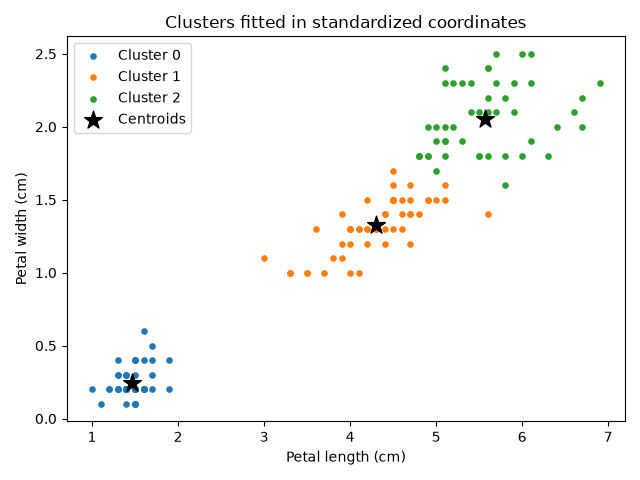 Clusters fitted in standardized coordinates
Cluster 0
Cluster 1
Cluster 2
Centroids
2.5
2.0
1.5
1.0
0.5
0.0
Petal width (cm)
1 2 3 4 5 6 7
Petal length (cm)